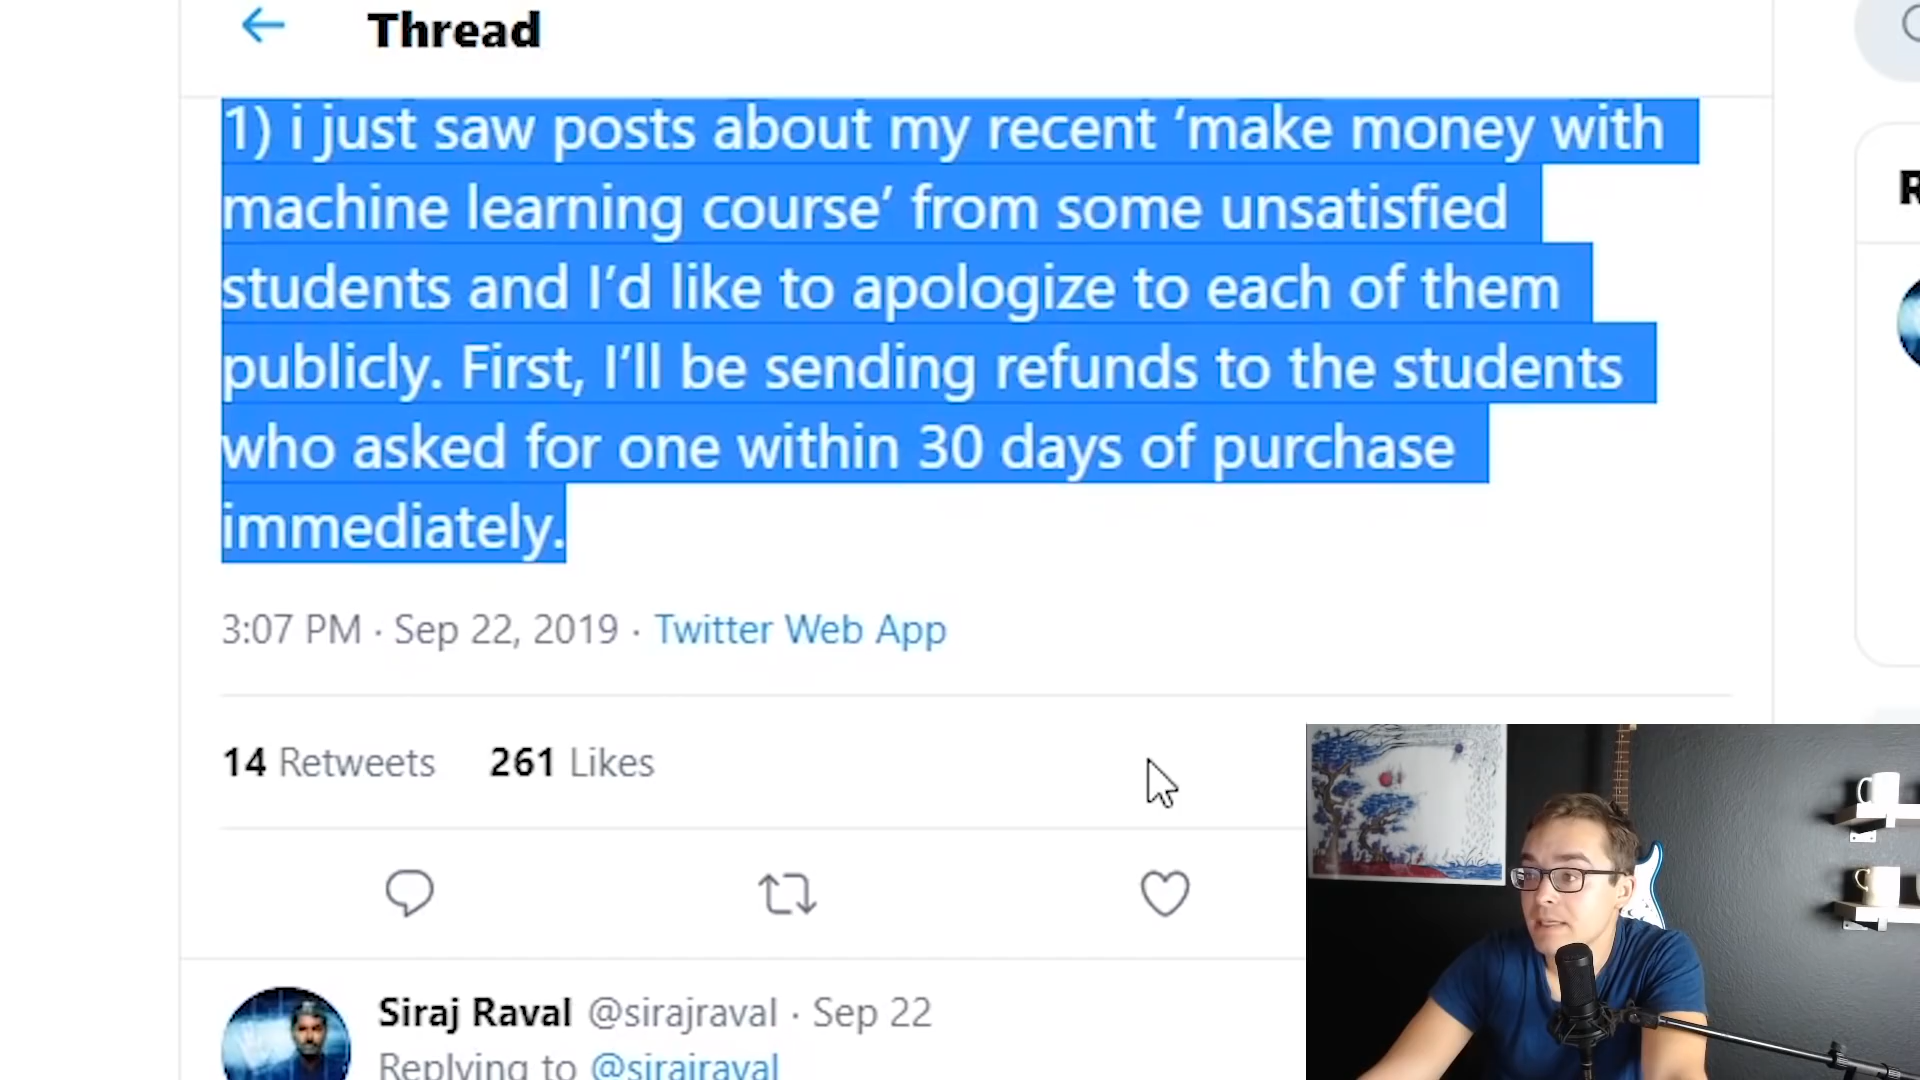 Thread
1) i just saw posts about my recent ‘make money with
machine learning course’ from some unsatisfied
students and I’d like to apologize to each of them
publicly. First, I’ll be sending refunds to the students
who asked for one within 30 days of purchase
immediately.
3:07 PM · Sep 22, 2019 · Twitter Web App
14 Retweets 261 Likes
Siraj Raval @sirajraval · Sep 22
Replying to @sirajraval